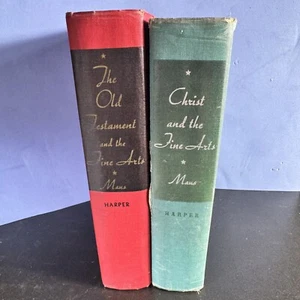 The
Old
Testament
and the
Fine Arts
Maus
HARPER
Christ
and the
Fine Arts
Maus
HARPER